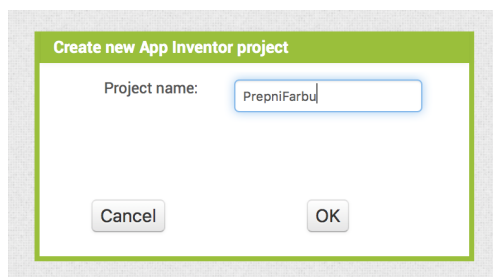 Create new App Inventor project
Project name:
PrepniFarbu
Cancel
OK